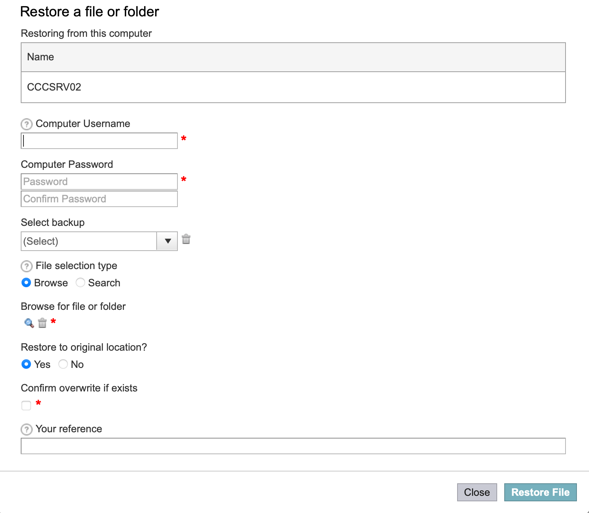 Restore a file or folder
Restoring from this computer
Name
CCCSRV02
? Computer Username
*
Computer Password
Password *
Confirm Password
Select backup
(Select)
? File selection type
Browse Search
Browse for file or folder
*
Restore to original location?
Yes No
Confirm overwrite if exists
*
? Your reference
Close Restore File